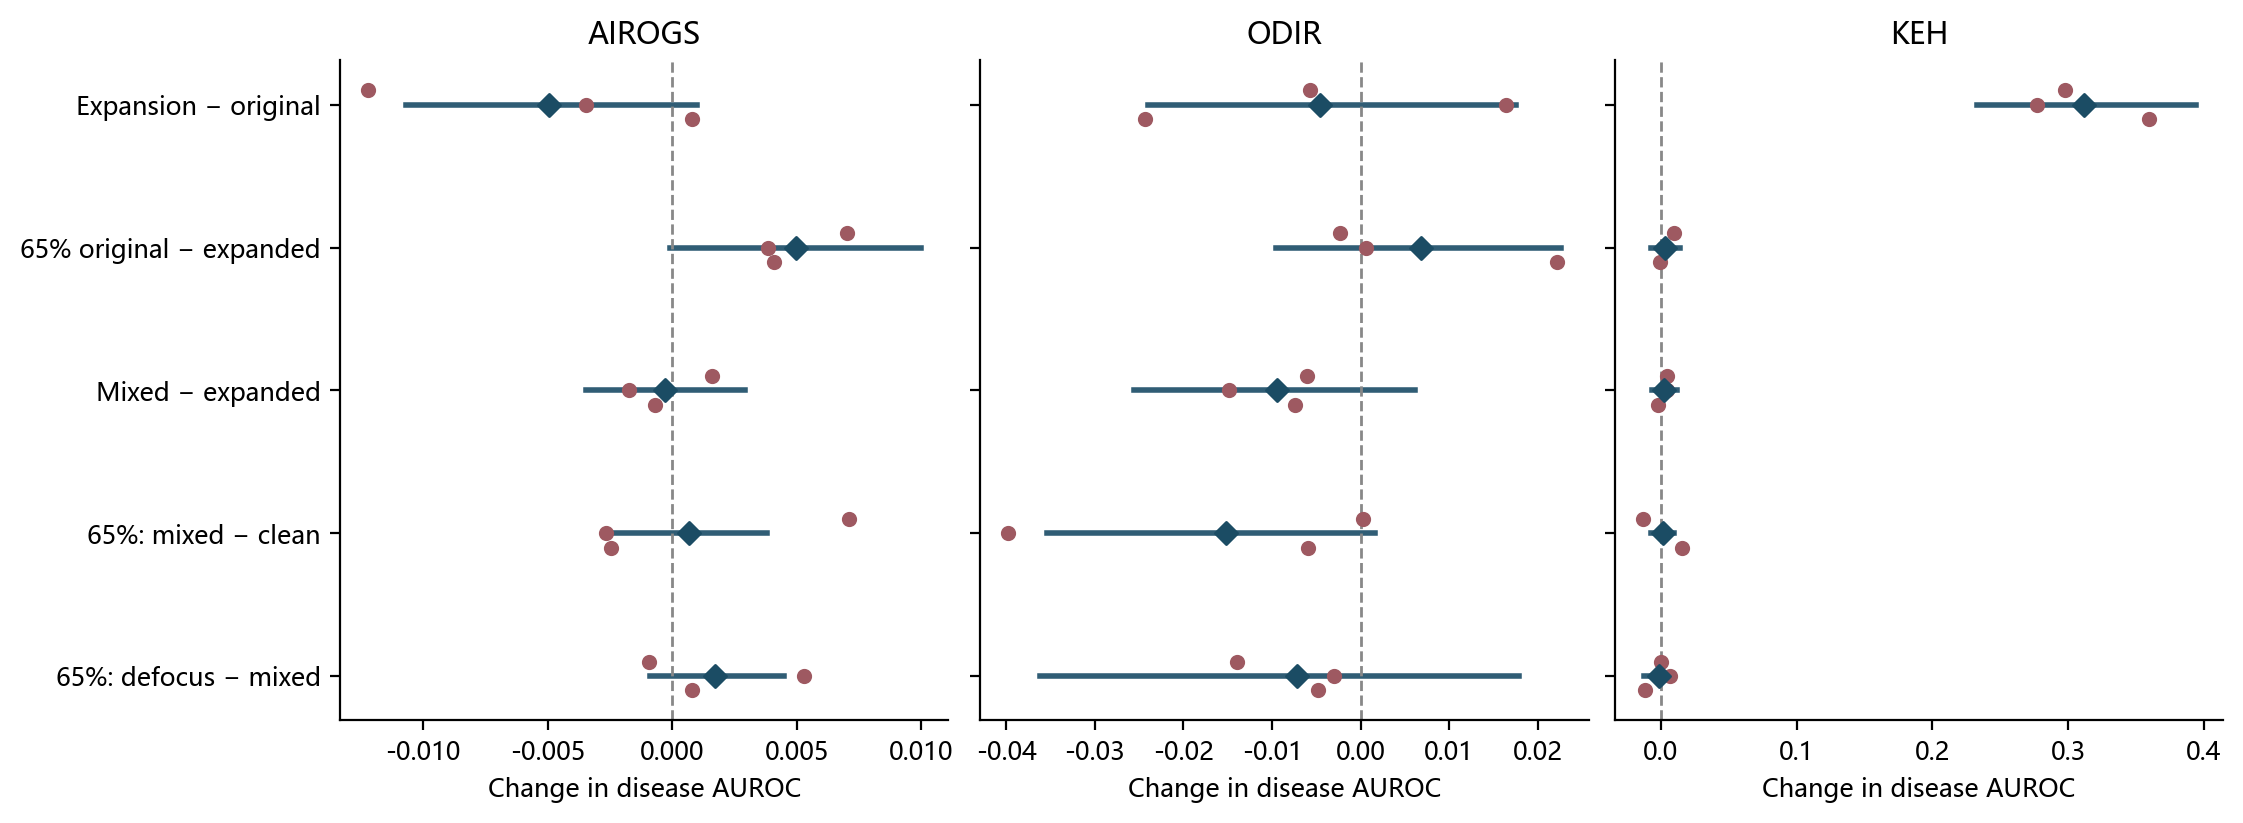 AIROGS
ODIR
KEH
Expansion − original
65% original − expanded
Mixed − expanded
65%: mixed − clean
65%: defocus − mixed
-0.010 -0.005 0.000 0.005 0.010
-0.04 -0.03 -0.02 -0.01 0.00 0.01 0.02
0.0 0.1 0.2 0.3 0.4
Change in disease AUROC
Change in disease AUROC
Change in disease AUROC